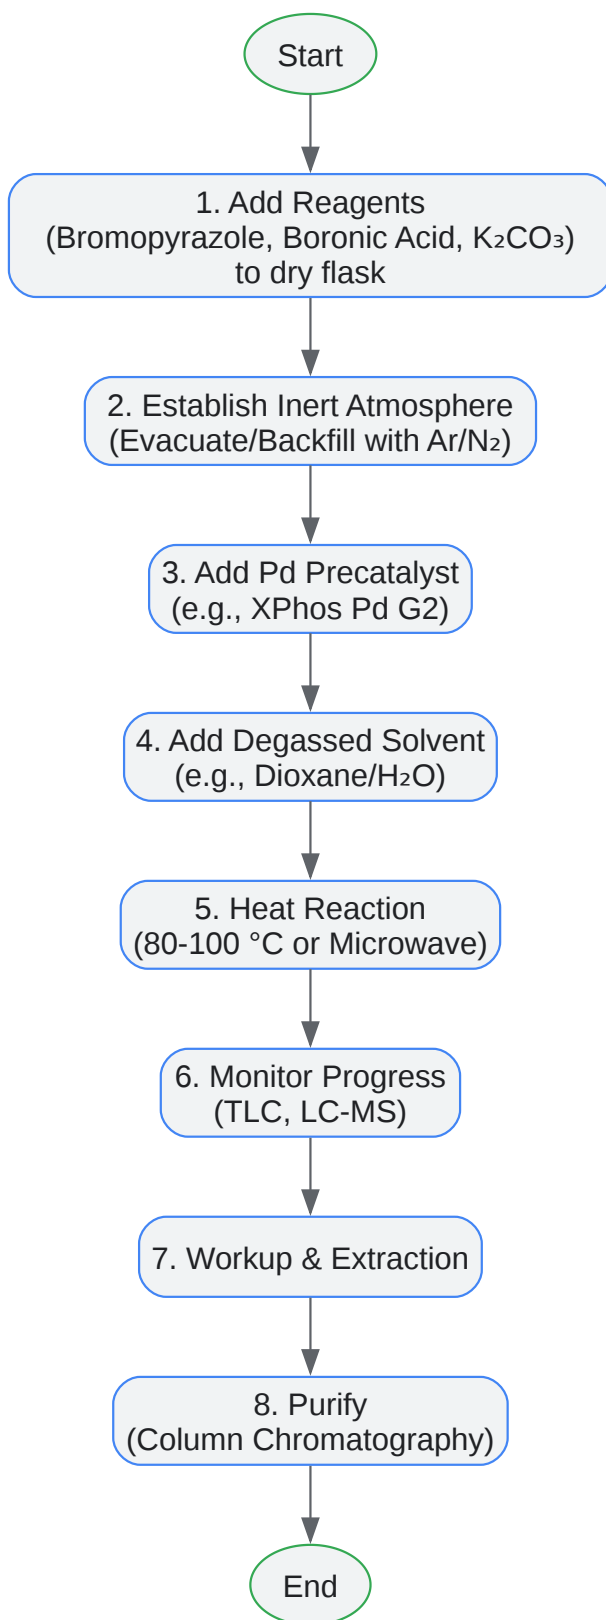 Start
1. Add Reagents
(Bromopyrazole, Boronic Acid, K₂CO₃)
to dry flask
2. Establish Inert Atmosphere
(Evacuate/Backfill with Ar/N₂)
3. Add Pd Precatalyst
(e.g., XPhos Pd G2)
4. Add Degassed Solvent
(e.g., Dioxane/H₂O)
5. Heat Reaction
(80-100 °C or Microwave)
6. Monitor Progress
(TLC, LC-MS)
7. Workup & Extraction
8. Purify
(Column Chromatography)
End